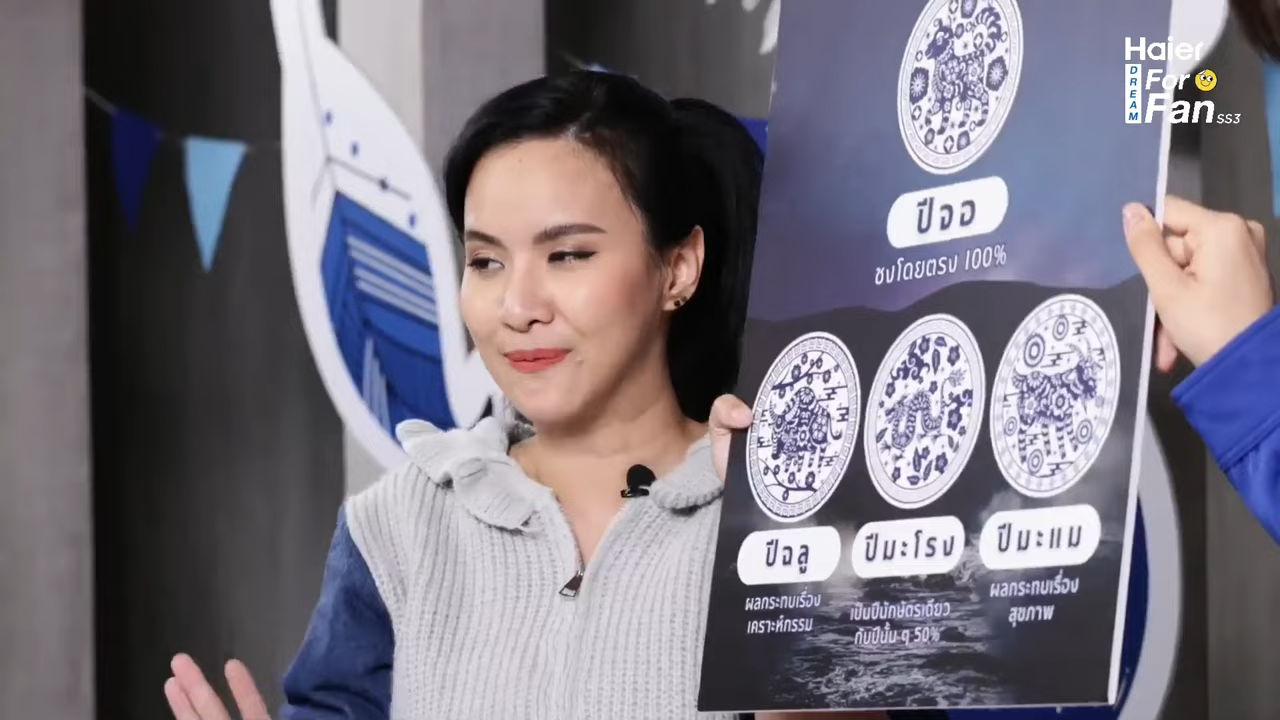 Haier
DREAM
For
Fan SS3
ปีจอ
ชงโดยตรง 100%
ปีฉลู
ผลกระทบเรื่อง
เคราะห์กรรม
ปีมะโรง
เป็นปีนักษัตรเดียว
กับปีนั้น ๆ 50%
ปีมะแม
ผลกระทบเรื่อง
สุขภาพ